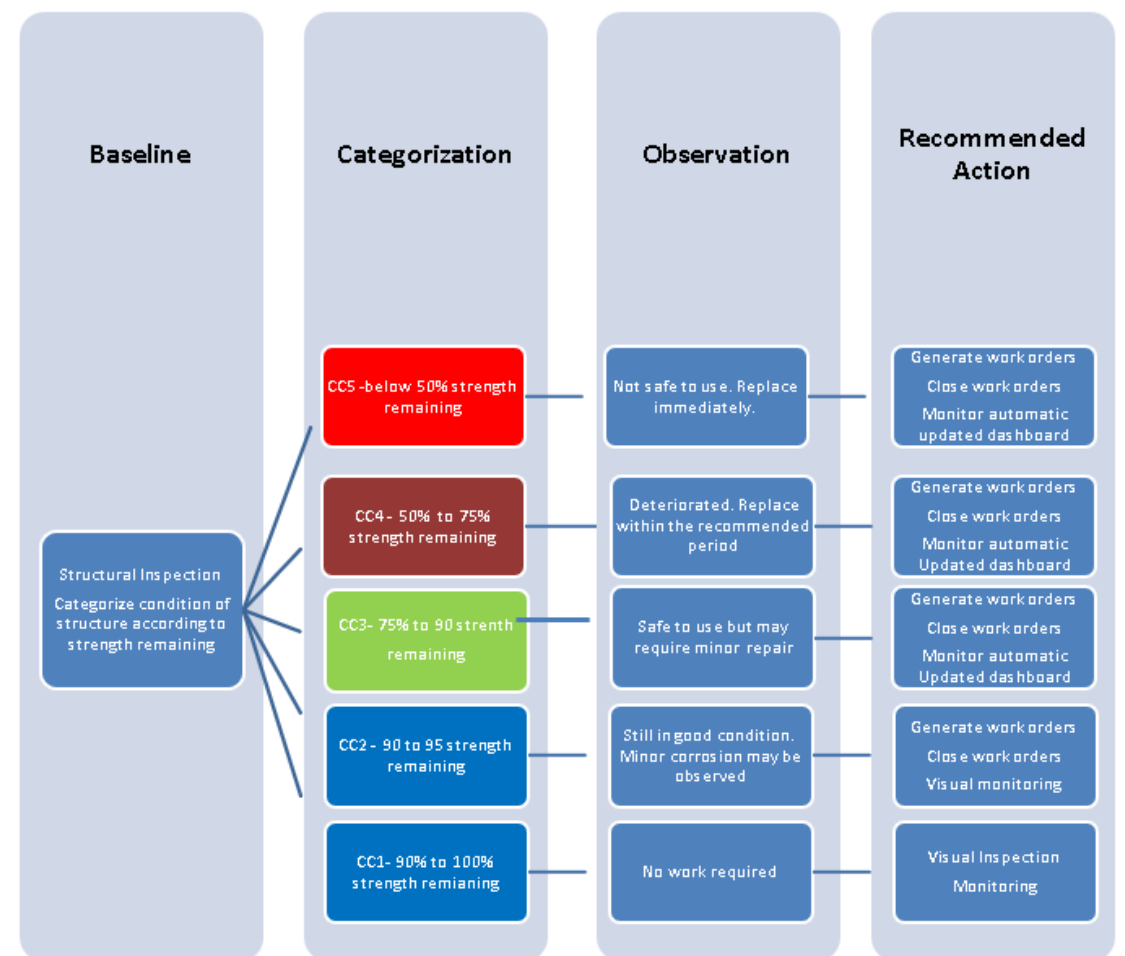 Baseline
Categorization
Observation
Recommended
Action
Structural Inspection
Categorize condition of
structure according to
strength remaining
CC5 -below 50% strength
remaining
Not safe to use. Replace
immediately.
Generate work orders
Close work orders
Monitor automatic
updated dashboard
CC4 - 50% to 75%
strength remaining
Deteriorated. Replace
within the recommended
period
Generate work orders
Close work orders
Monitor automatic
Updated dashboard
CC3- 75% to 90 strenth
remaining
Safe to use but may
require minor repair
Generate work orders
Close work orders
Monitor automatic
Updated dashboard
CC2 - 90 to 95 strength
remaining
Still in good condition.
Minor corrosion may be
observed
Generate work orders
Close work orders
Visual monitoring
CC1- 90% to 100%
strength remianing
No work required
Visual Inspection
Monitoring